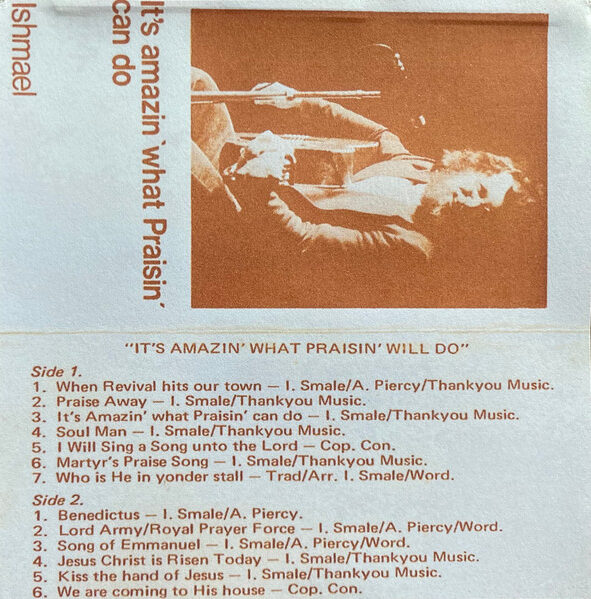 It's amazin' what Praisin'
can do
Ishmael
"IT'S AMAZIN' WHAT PRAISIN' WILL DO"
Side 1.
1. When Revival hits our town — I. Smale/A. Piercy/Thankyou Music.
2. Praise Away — I. Smale/Thankyou Music.
3. It's Amazin' what Praisin' can do — I. Smale/Thankyou Music.
4. Soul Man — I. Smale/Thankyou Music.
5. I Will Sing a Song unto the Lord — Cop. Con.
6. Martyr's Praise Song — I. Smale/Thankyou Music.
7. Who is He in yonder stall — Trad/Arr. I. Smale/Word.
Side 2.
1. Benedictus — I. Smale/A. Piercy.
2. Lord Army/Royal Prayer Force — I. Smale/A. Piercy/Word.
3. Song of Emmanuel — I. Smale/A. Piercy/Word.
4. Jesus Christ is Risen Today — I. Smale/Thankyou Music.
5. Kiss the hand of Jesus — I. Smale/Thankyou Music.
6. We are coming to His house — Cop. Con.